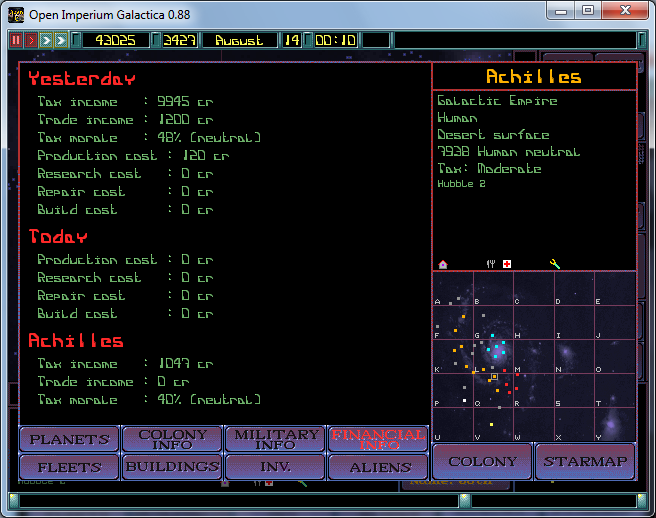 Open Imperium Galactica 0.88
43025 3427 August 14 00:10
Yesterday
Tax income : 9945 cr
Trade income : 1200 cr
Tax morale : 48% (neutral)
Production cost : 120 cr
Research cost : 0 cr
Repair cost : 0 cr
Build cost : 0 cr
Today
Production cost : 0 cr
Research cost : 0 cr
Repair cost : 0 cr
Build cost : 0 cr
Achilles
Tax income : 1047 cr
Trade income : 0 cr
Tax morale : 40% (neutral)
Achilles
Galactic Empire
Human
Desert surface
7938 Human neutral
Tax: Moderate
Hubble 2
A B C D E
F G H I J
K L M N O
P Q R S T
U V W X Y
PLANETS COLONY INFO MILITARY INFO FINANCIAL INFO
FLEETS BUILDINGS INV. ALIENS
COLONY STARMAP